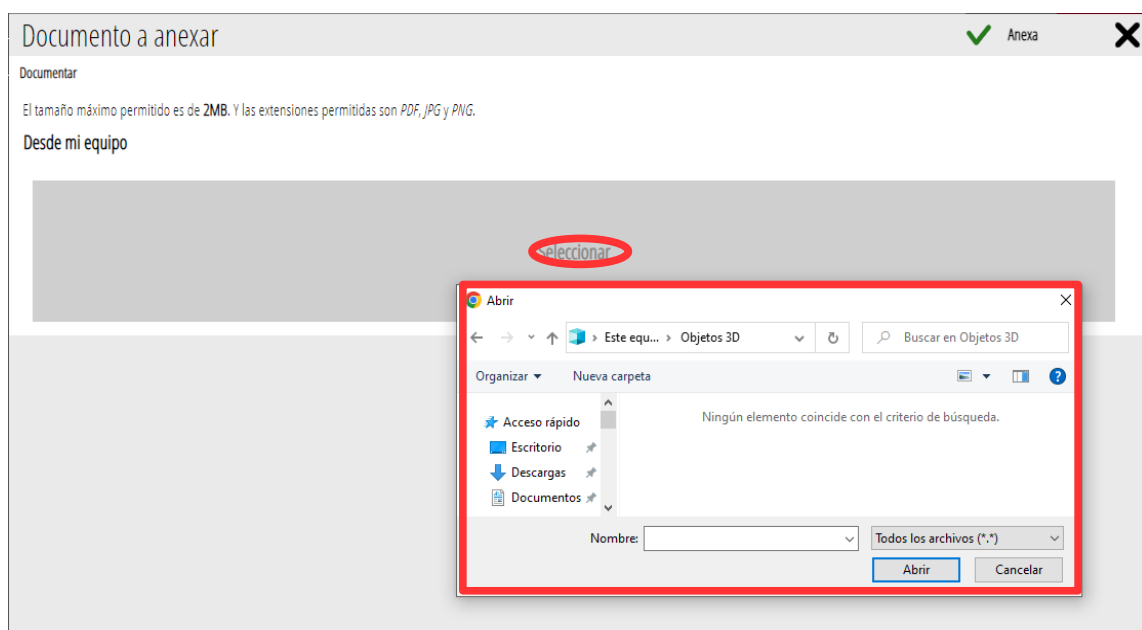 Documento a anexar
Anexa
Documentar
El tamaño máximo permitido es de 2MB. Y las extensiones permitidas son PDF, JPG y PNG.
Desde mi equipo
Seleccionar
Abrir
Este equ... > Objetos 3D
Buscar en Objetos 3D
Organizar
Nueva carpeta
Acceso rápido
Escritorio
Descargas
Documentos
Ningún elemento coincide con el criterio de búsqueda.
Nombre:
Todos los archivos (*.*)
Abrir
Cancelar